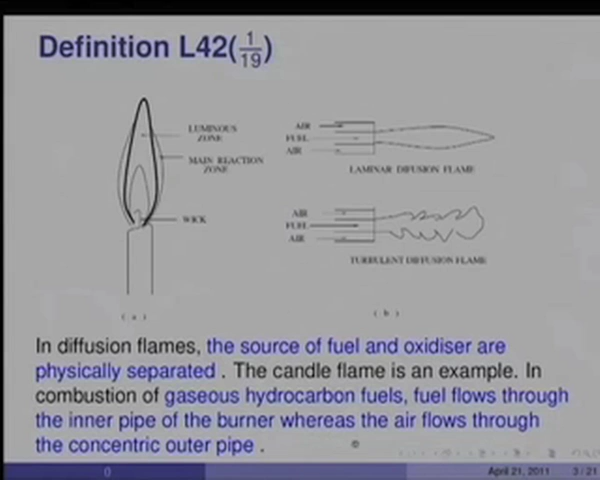 Definition L42(1/19)
LUMINOUS
ZONE
MAIN REACTION
ZONE
WICK
(a)
AIR
FUEL
AIR
LAMINAR DIFUSION FLAME
AIR
FUEL
AIR
TURBULENT DIFFUSION FLAME
(b)
In diffusion flames, the source of fuel and oxidiser are
physically separated . The candle flame is an example. In
combustion of gaseous hydrocarbon fuels, fuel flows through
the inner pipe of the burner whereas the air flows through
the concentric outer pipe .
()
April 21, 2011 3 / 21